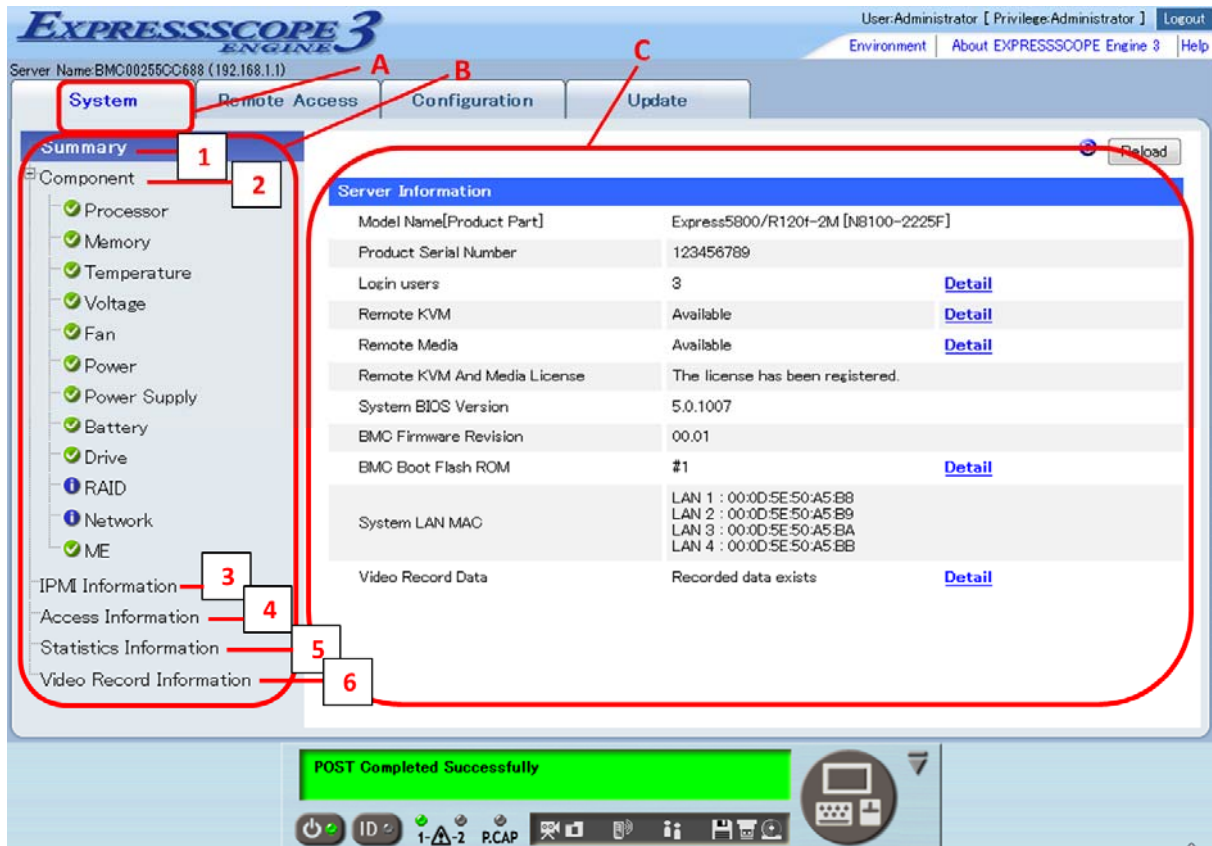 EXPRESSSCOPE
ENGINE 3
User:Administrator [ Privilege:Administrator ] Logout
Environment About EXPRESSSCOPE Engine 3 Help
Server Name:BMC00255CC688 (192.168.1.1)
A
B
C
System Remote Access Configuration Update
Summary
1
Reload
Component
2
Processor
Memory
Temperature
Voltage
Fan
Power
Power Supply
Battery
Drive
RAID
Network
ME
IPMI Information
3
Access Information
4
Statistics Information
5
Video Record Information
6
Server Information
Model Name[Product Part] Express5800/R120f-2M [N8100-2225F]
Product Serial Number 123456789
Login users 3 Detail
Remote KVM Available Detail
Remote Media Available Detail
Remote KVM And Media License The license has been registered.
System BIOS Version 5.0.1007
BMC Firmware Revision 00.01
BMC Boot Flash ROM #1 Detail
System LAN MAC
LAN 1 : 00:0D:5E:50:A5:B8
LAN 2 : 00:0D:5E:50:A5:B9
LAN 3 : 00:0D:5E:50:A5:BA
LAN 4 : 00:0D:5E:50:A5:BB
Video Record Data Recorded data exists Detail
POST Completed Successfully
ID 1-2 P.CAP